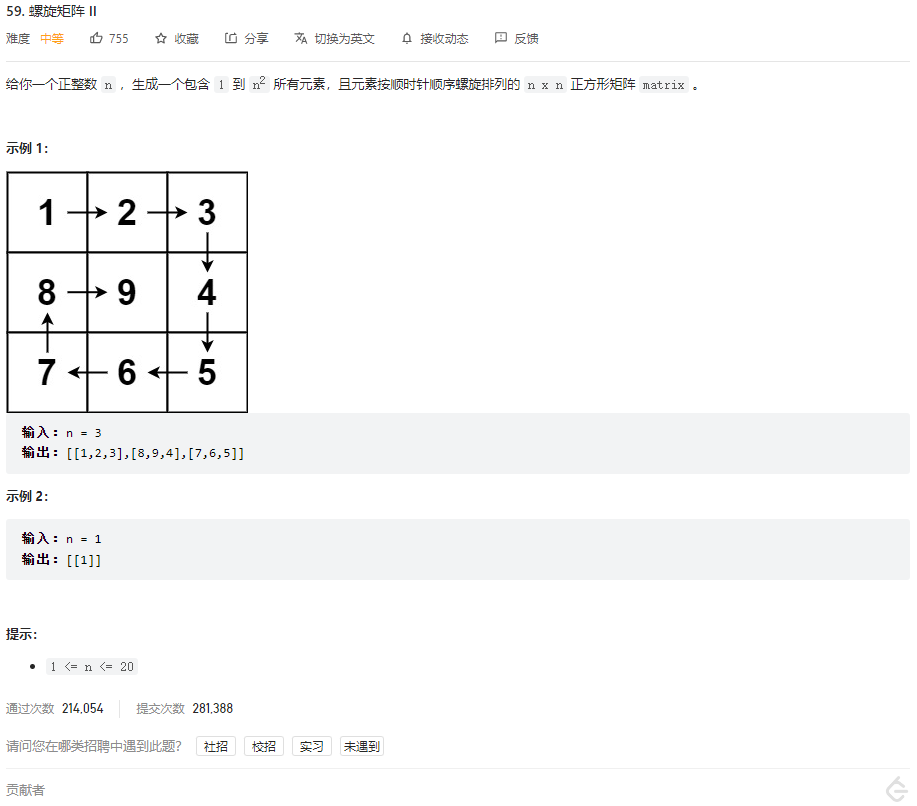 59. 螺旋矩阵 II
难度 中等 755 收藏 分享 切换为英文 接收动态 反馈
给你一个正整数 n ，生成一个包含 1 到 n² 所有元素，且元素按顺时针顺序螺旋排列的 n x n 正方形矩阵 matrix 。
示例 1：
1 2 3
8 9 4
7 6 5
输入：n = 3
输出：[[1,2,3],[8,9,4],[7,6,5]]
示例 2：
输入：n = 1
输出：[[1]]
提示：
1 <= n <= 20
通过次数 214,054 提交次数 281,388
请问您在哪类招聘中遇到此题？ 社招 校招 实习 未遇到
贡献者